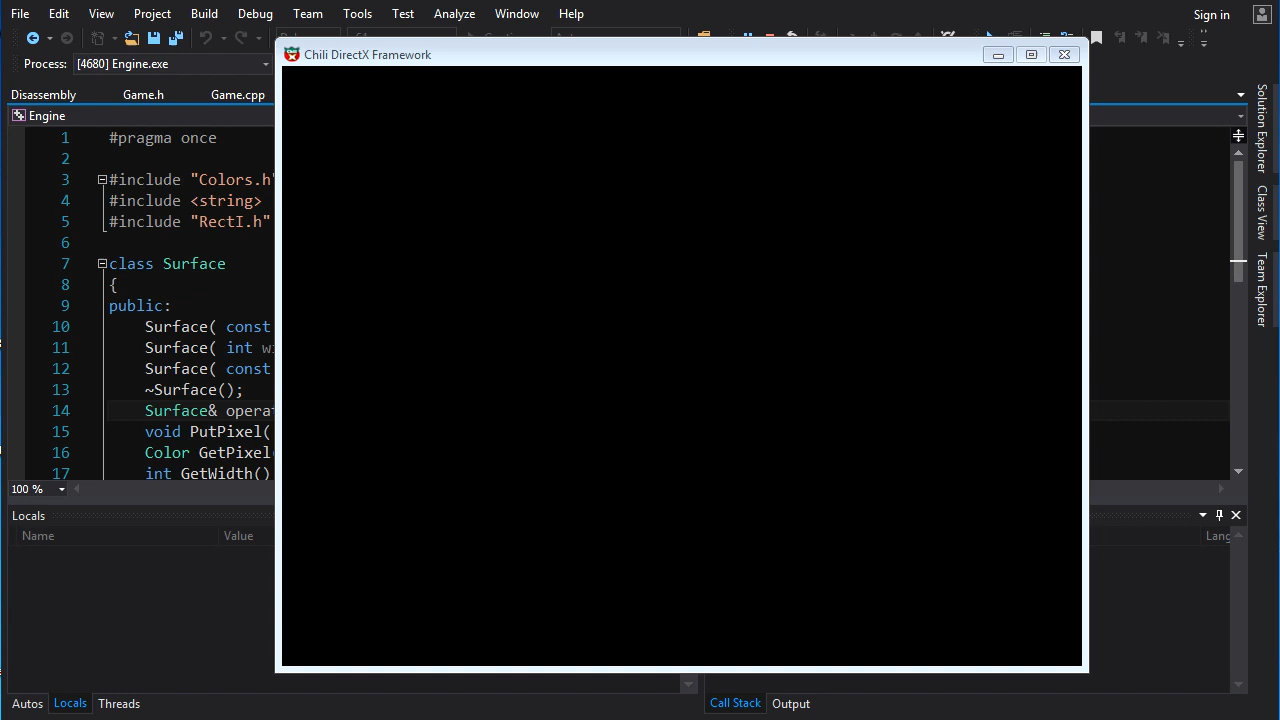 File Edit View Project Build Debug Team Tools Test Analyze Window Help
Sign in
Process: [4680] Engine.exe
Chili DirectX Framework
Disassembly Game.h Game.cpp
Engine
1 #pragma once
2
3 #include "Colors.h"
4 #include <string>
5 #include "RectI.h"
6
7 class Surface
8 {
9 public:
10 Surface( const
11 Surface( int wi
12 Surface( const
13 ~Surface();
14 Surface& operat
15 void PutPixel(
16 Color GetPixel
17 int GetWidth()
100 %
Solution Explorer
Class View
Team Explorer
Locals
Name Value
Lang
Autos Locals Threads
Call Stack Output